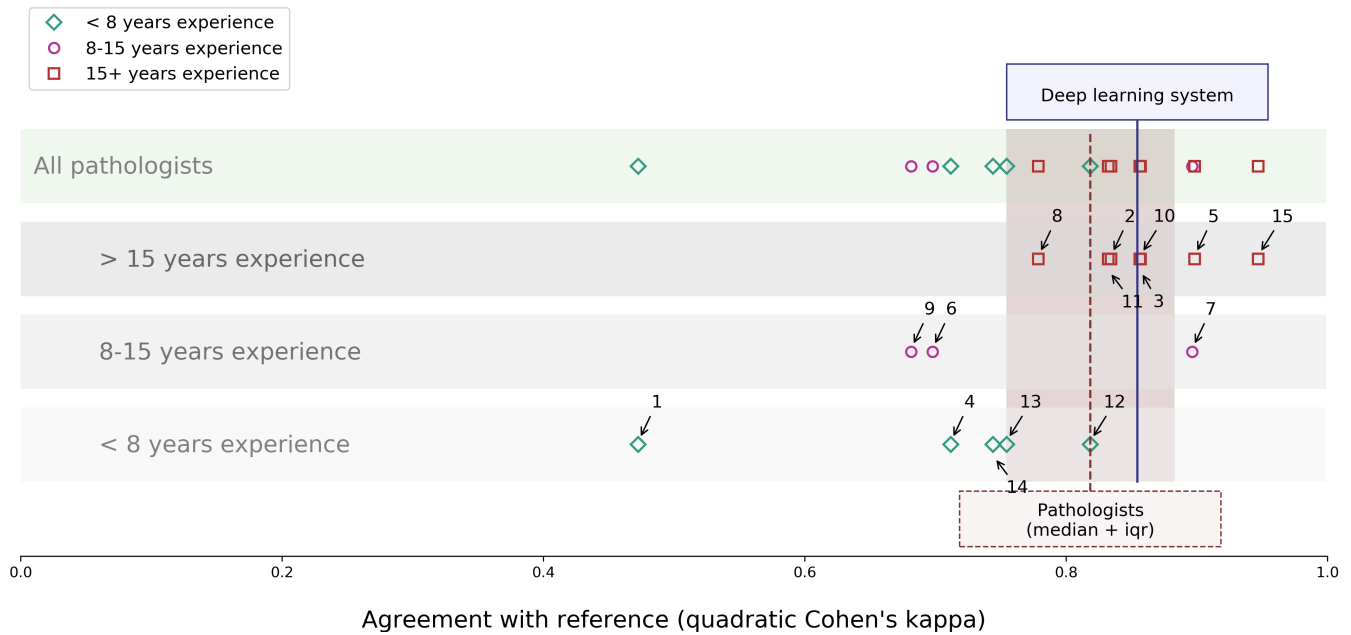 < 8 years experience
8-15 years experience
15+ years experience
Deep learning system
All pathologists
8 2 10 5 15
> 15 years experience
11 3
9 6 7
8-15 years experience
1 4 13 12
< 8 years experience
14
Pathologists
(median + iqr)
0.0 0.2 0.4 0.6 0.8 1.0
Agreement with reference (quadratic Cohen's kappa)